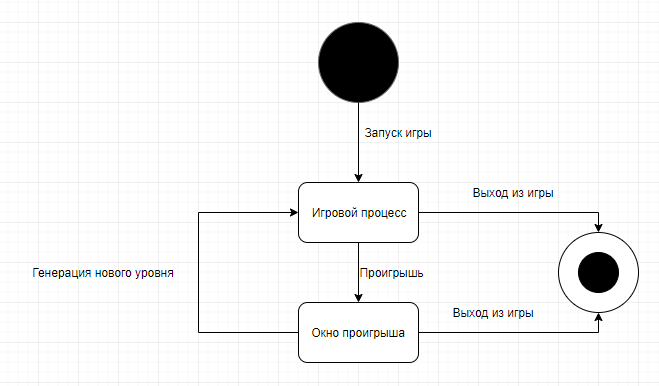 Запуск игры
Выход из игры
Игровой процесс
Генерация нового уровня
Проигрышь
Выход из игры
Окно проигрыша